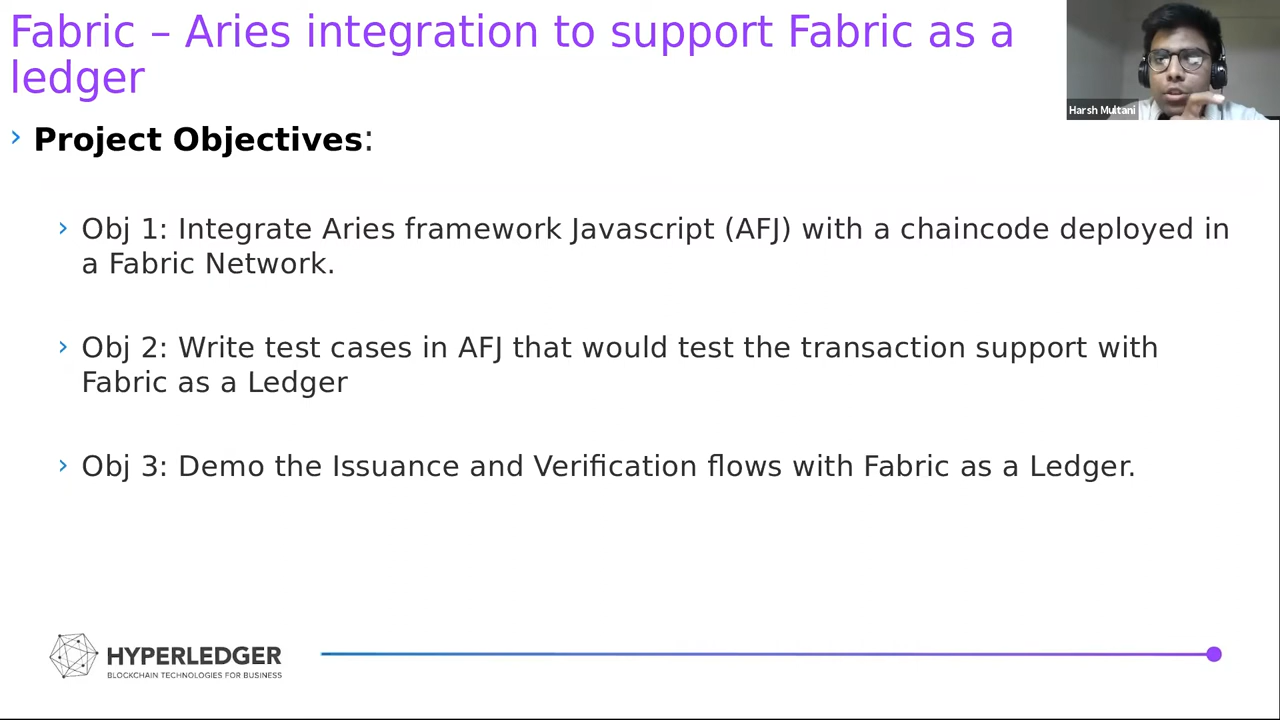 Fabric – Aries integration to support Fabric as a
ledger
Harsh Multani
› Project Objectives:
› Obj 1: Integrate Aries framework Javascript (AFJ) with a chaincode deployed in
a Fabric Network.
› Obj 2: Write test cases in AFJ that would test the transaction support with
Fabric as a Ledger
› Obj 3: Demo the Issuance and Verification flows with Fabric as a Ledger.
HYPERLEDGER
BLOCKCHAIN TECHNOLOGIES FOR BUSINESS